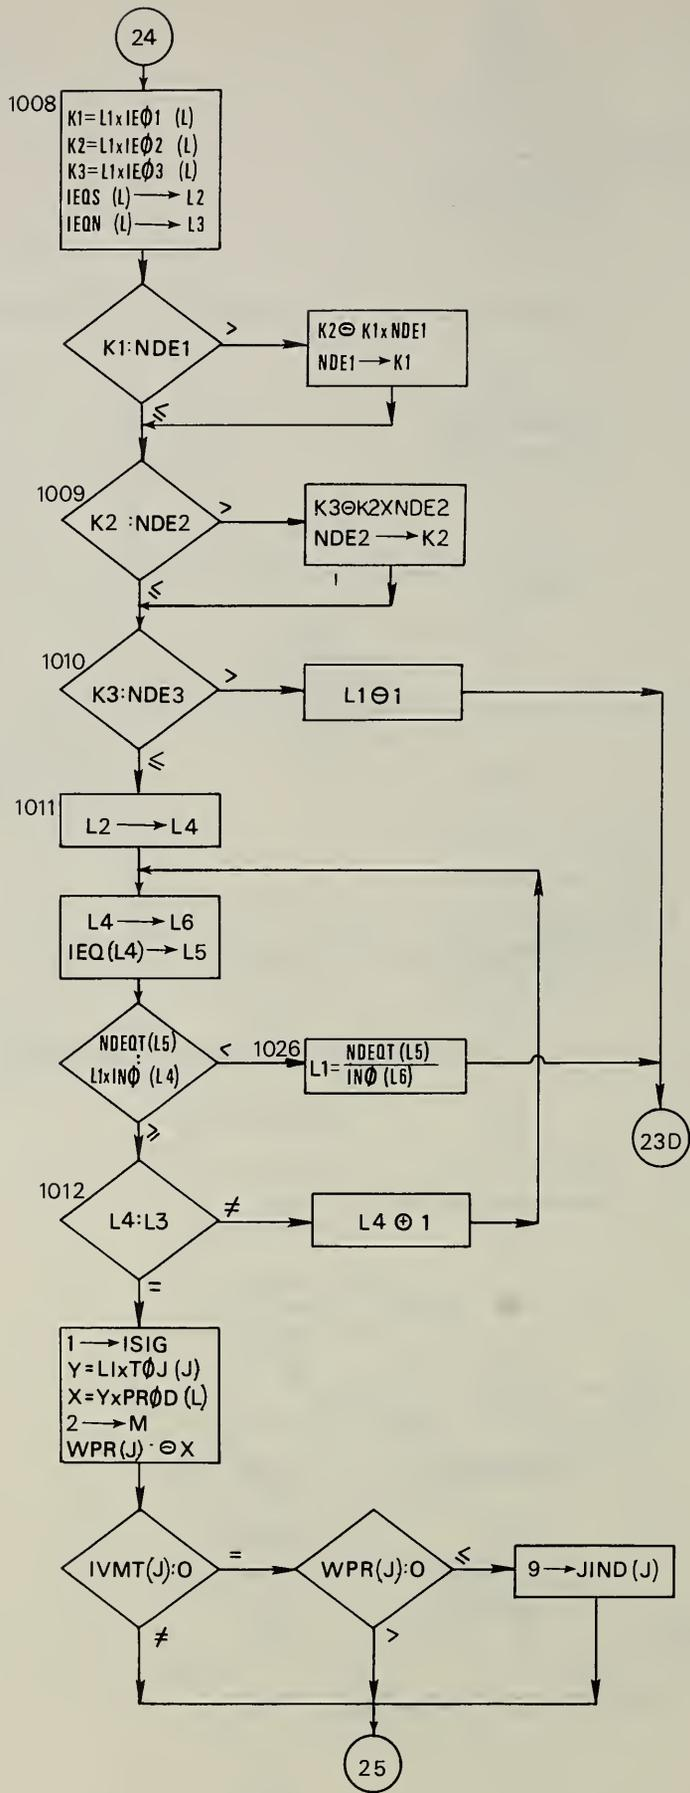 24
1008
K1=L1xIEØ1 (L)
K2=L1xIEØ2 (L)
K3=L1xIEØ3 (L)
IEQS (L) → L2
IEQN (L) → L3
K1:NDE1
>
K2⊖ K1xNDE1
NDE1 → K1
≤
1009
K2 :NDE2
>
K3⊖K2XNDE2
NDE2 → K2
≤
1010
K3:NDE3
>
L1⊖1
≤
1011
L2 → L4
L4 → L6
IEQ(L4) → L5
NDEQT(L5)
:
L1xINØ (L4)
<
1026
L1= NDEQT(L5)
INØ (L6)
≥
23D
1012
L4:L3
≠
L4 ⊕ 1
=
1 → ISIG
Y=LIxTØJ (J)
X=YxPRØD (L)
2 → M
WPR(J) ⊖X
IVMT(J):O
=
WPR(J):O
≤
9→JIND(J)
≠
>
25